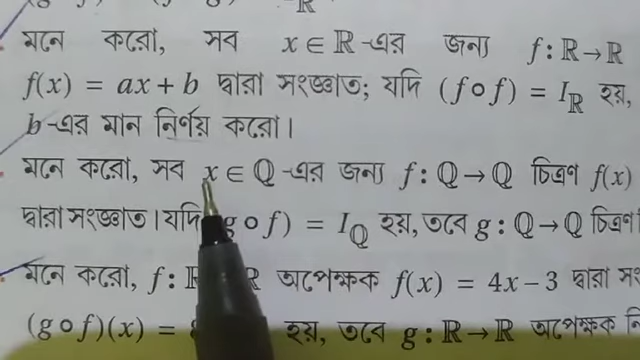 মনে করো, সব x ∈ ℝ-এর জন্য f : ℝ → ℝ
f(x) = ax + b দ্বারা সংজ্ঞাত; যদি (f o f) = Iℝ হয়,
b-এর মান নির্ণয় করো।
মনে করো, সব x ∈ ℚ-এর জন্য f : ℚ → ℚ চিত্রণ f(x)
দ্বারা সংজ্ঞাত। যদি g o f) = Iℚ হয়, তবে g : ℚ → ℚ চিত্রণ
মনে করো, f : ℝ ℝ অপেক্ষক f(x) = 4x − 3 দ্বারা
(g o f)(x) = হয়, তবে g : ℝ → ℝ অপেক্ষক